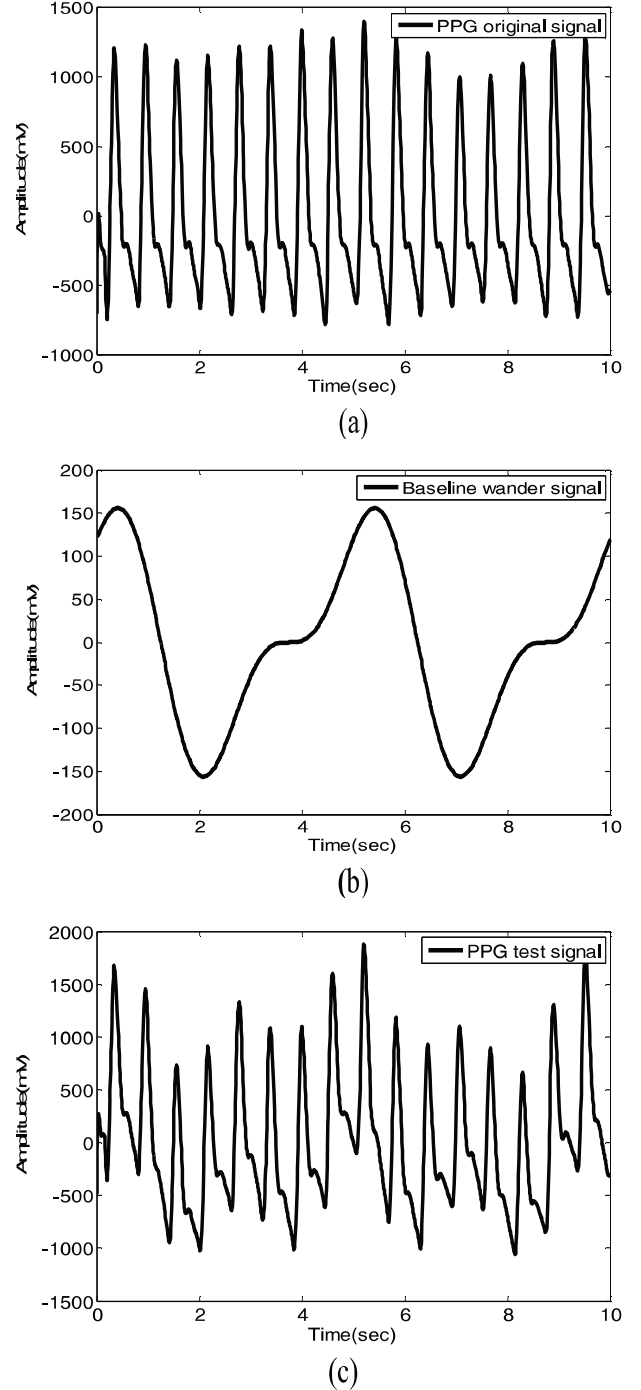 1500
1000
500
0
-500
-1000
Amplitude(mV)
PPG original signal
0 2 4 6 8 10
Time(sec)
(a)
200
150
100
50
0
-50
-100
-150
-200
Amplitude(mV)
Baseline wander signal
0 2 4 6 8 10
Time(sec)
(b)
2000
1500
1000
500
0
-500
-1000
-1500
Amplitude(mV)
PPG test signal
0 2 4 6 8 10
Time(sec)
(c)